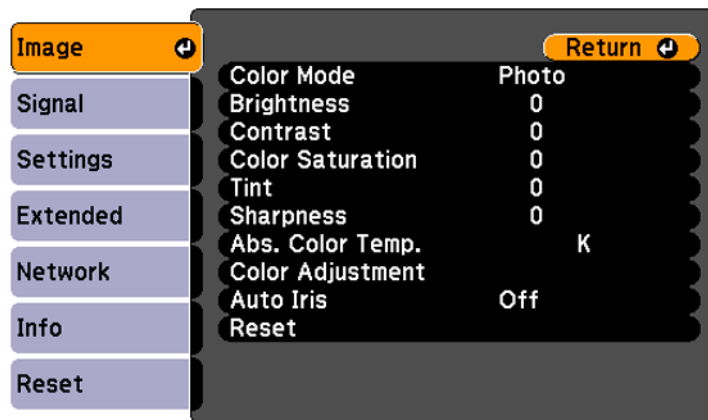 Image
Signal
Settings
Extended
Network
Info
Reset
Return
Color Mode Photo
Brightness 0
Contrast 0
Color Saturation 0
Tint 0
Sharpness 0
Abs. Color Temp. K
Color Adjustment
Auto Iris Off
Reset